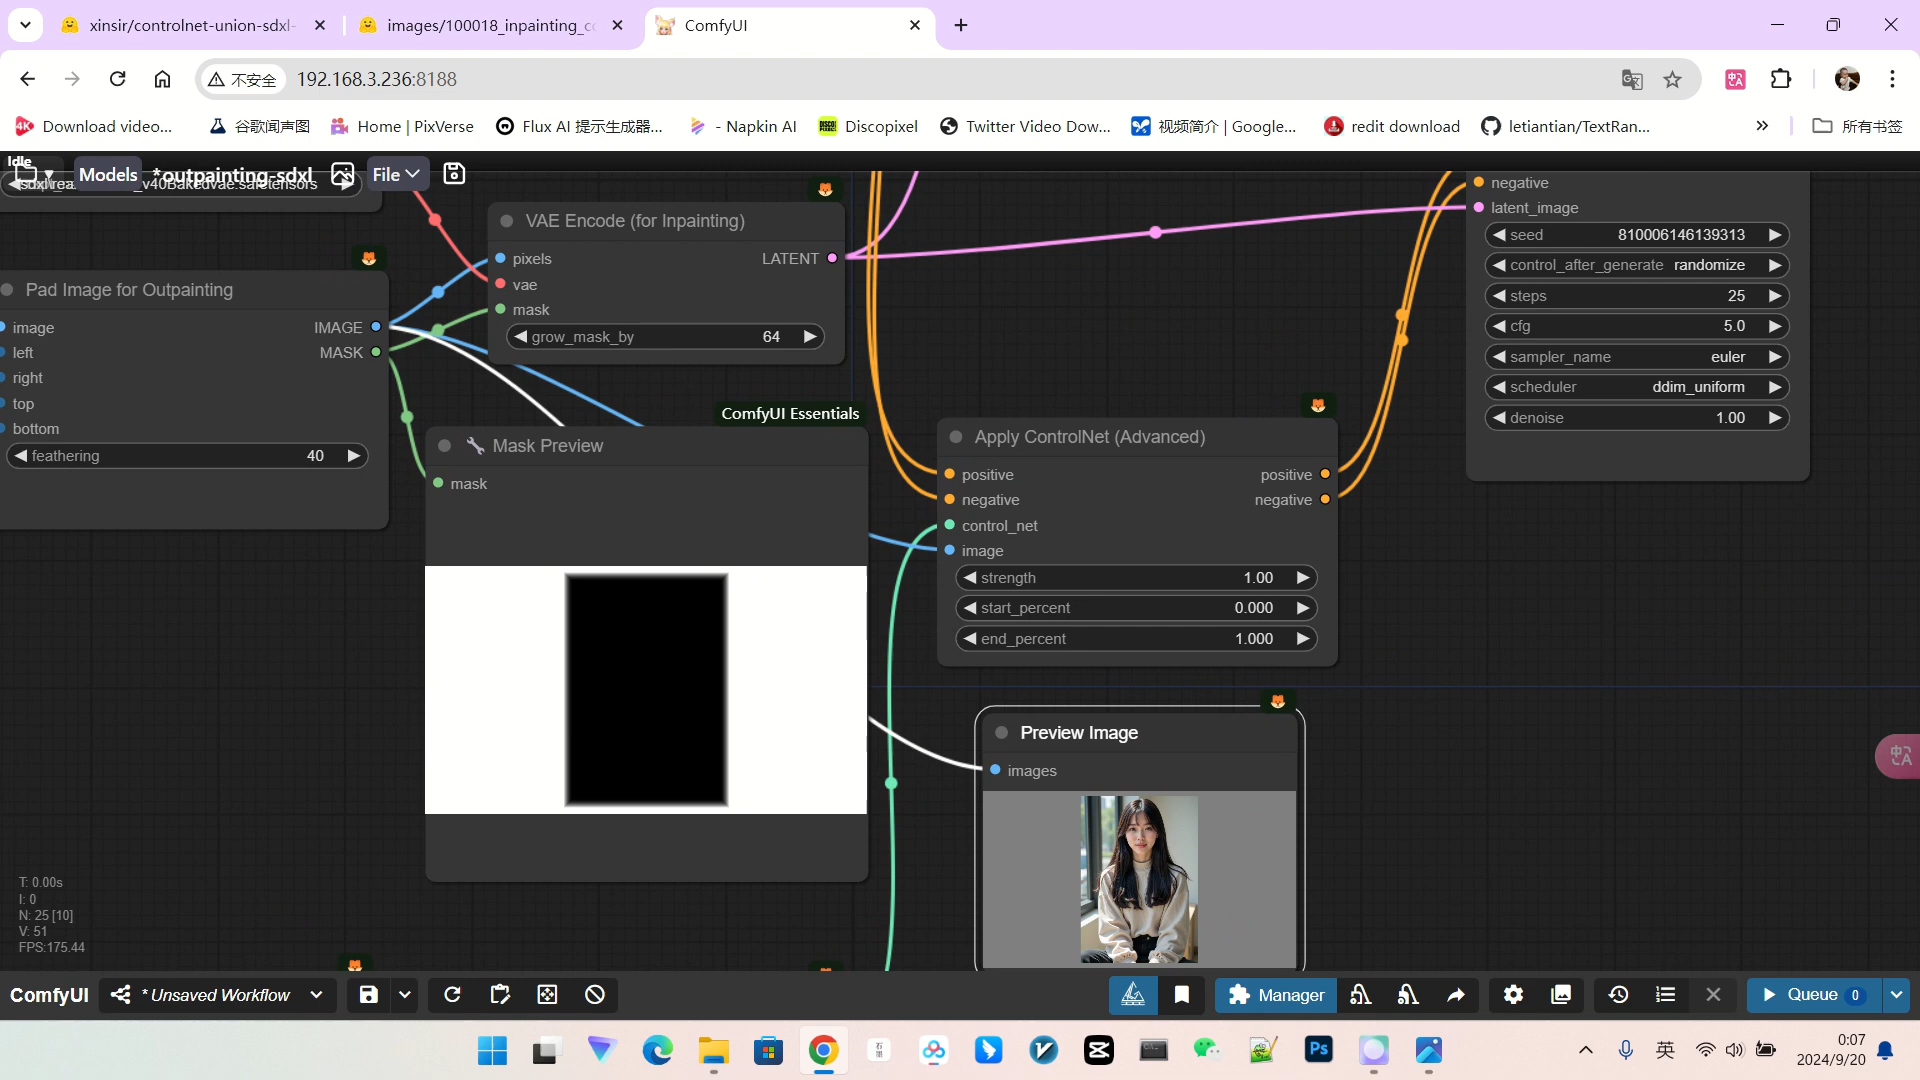 xinsir/controlnet-union-sdxl-
images/100018_inpainting_c
ComfyUI
不安全
192.168.3.236:8188
Download video...
谷歌闻声图
Home | PixVerse
Flux AI 提示生成器...
- Napkin AI
Discopixel
Twitter Video Dow...
视频简介 | Google...
redit download
letiantian/TextRan...
所有书签
Idle
Models
*outpainting-sdxl
File
_v40Bakedvae.safetensors
VAE Encode (for Inpainting)
pixels
LATENT
vae
mask
grow_mask_by
64
Pad Image for Outpainting
image
IMAGE
left
MASK
right
top
bottom
feathering
40
ComfyUI Essentials
Mask Preview
mask
Apply ControlNet (Advanced)
positive
positive
negative
negative
control_net
image
strength
1.00
start_percent
0.000
end_percent
1.000
negative
latent_image
seed
810006146139313
control_after_generate
randomize
steps
25
cfg
5.0
sampler_name
euler
scheduler
ddim_uniform
denoise
1.00
Preview Image
images
T: 0.00s
I: 0
N: 25 [10]
V: 51
FPS:175.44
ComfyUI
* Unsaved Workflow
Manager
Queue
0
Ps
英
0:07
2024/9/20